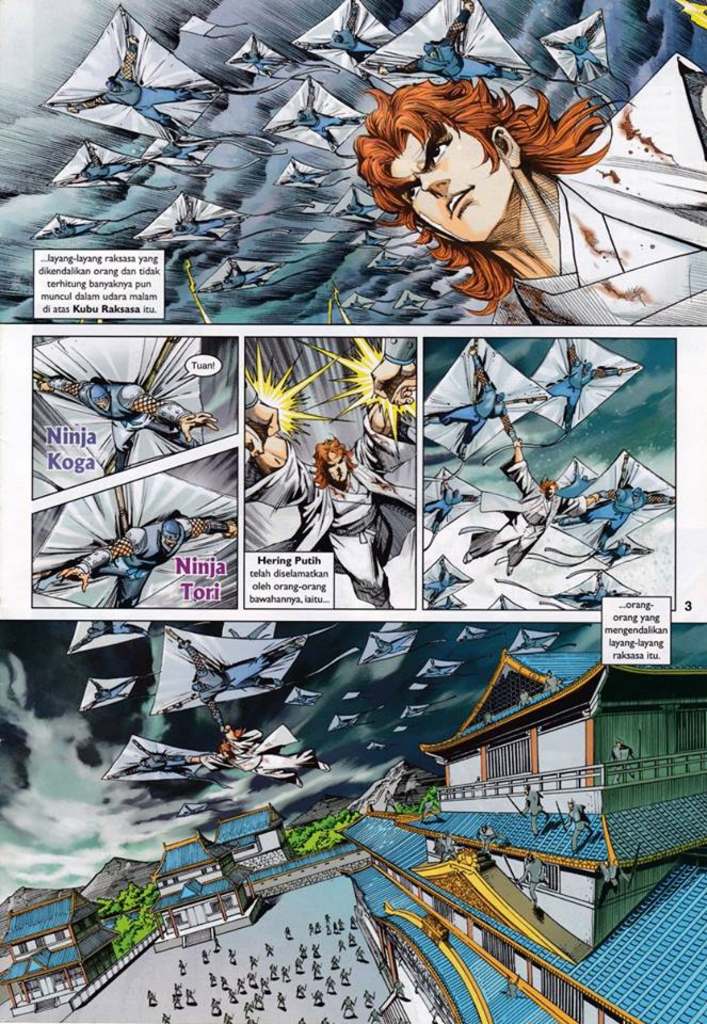 ...layang-layang raksasa yang
dikendalikan orang dan tidak
terhitung banyaknya pun
muncul dalam udara malam
di atas Kubu Raksasa itu.
Tuan!
Ninja
Koga
Ninja
Tori
Hering Putih
telah diselamatkan
oleh orang-orang
bawahannya, iaitu...
3
...orang-orang
yang
mengendalikan
layang-layang
raksasa itu.